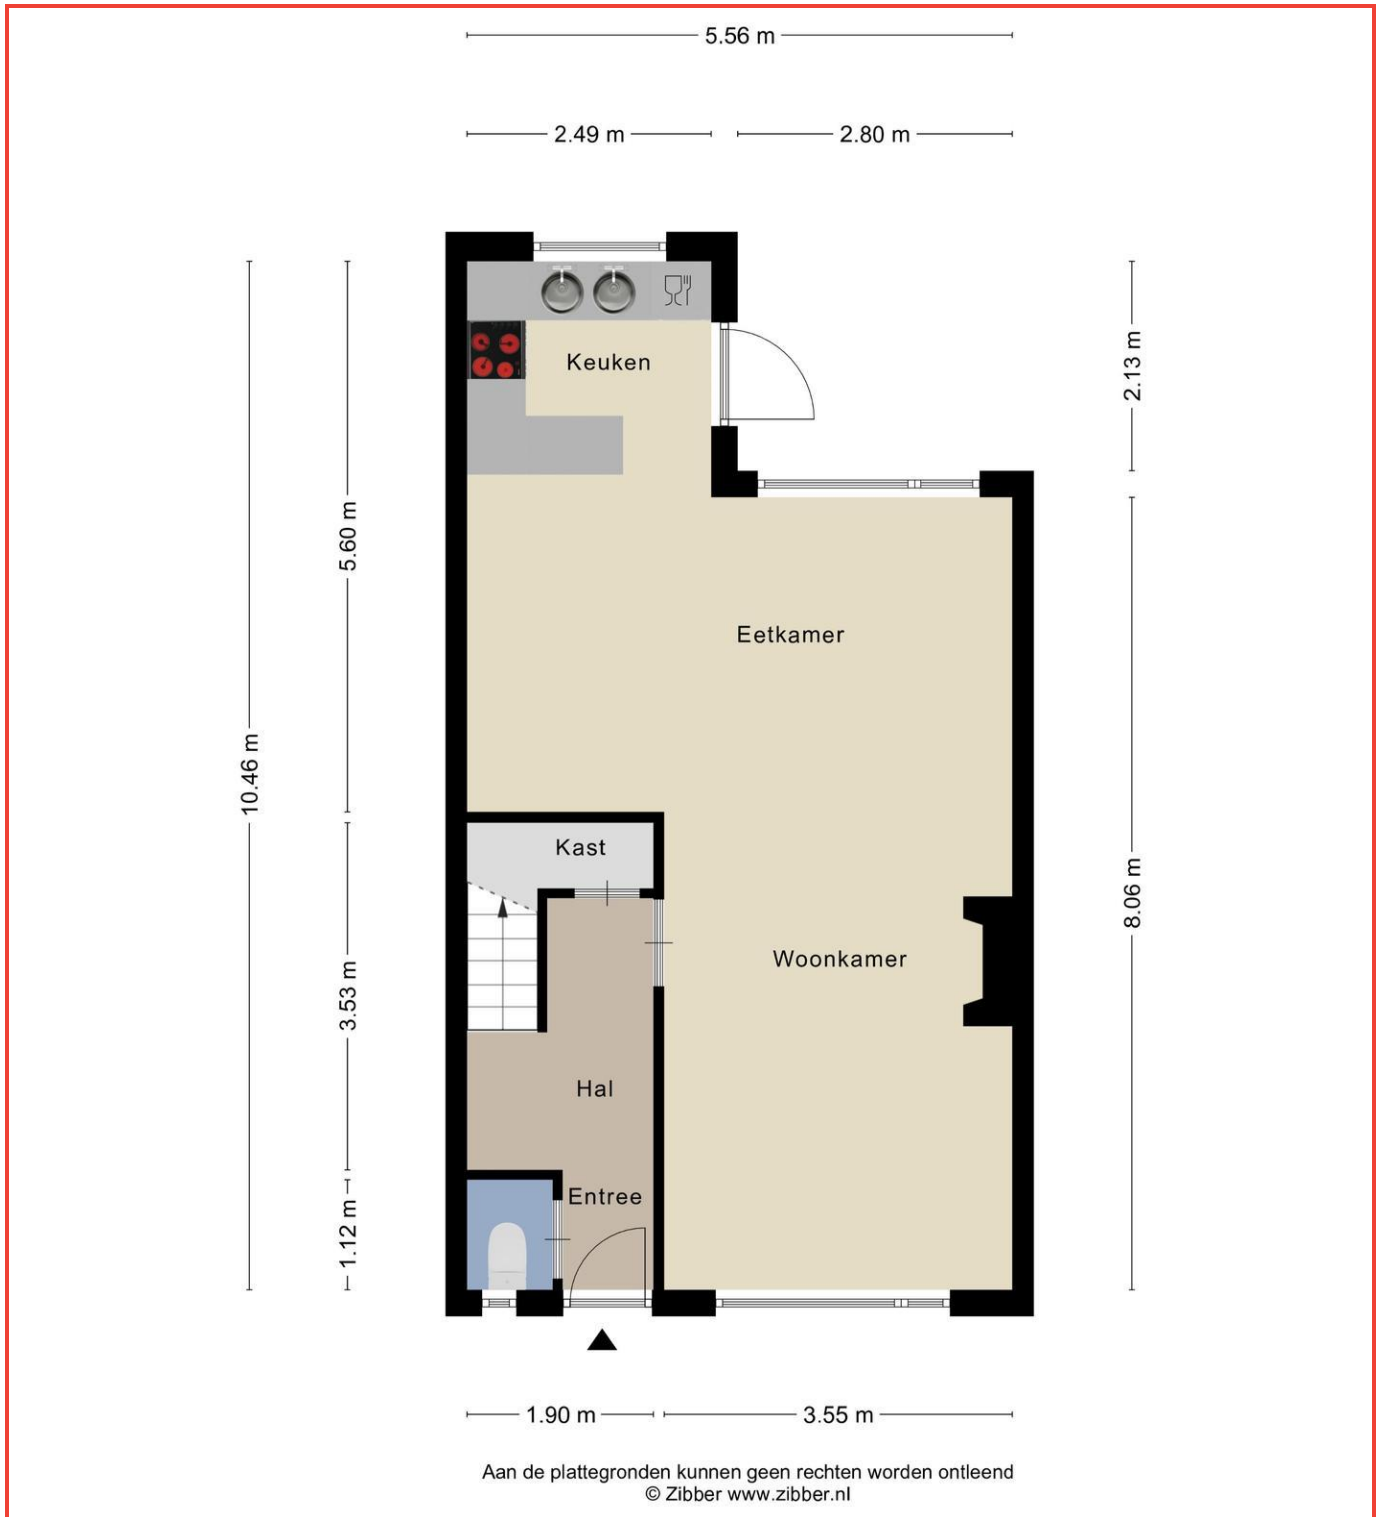 5.56 m
2.49 m
2.80 m
Keuken
2.13 m
5.60 m
Eetkamer
10.46 m
Kast
8.06 m
Woonkamer
3.53 m
Hal
Entree
1.12 m
1.90 m
3.55 m
Aan de plattegronden kunnen geen rechten worden ontleend
© Zibber www.zibber.nl